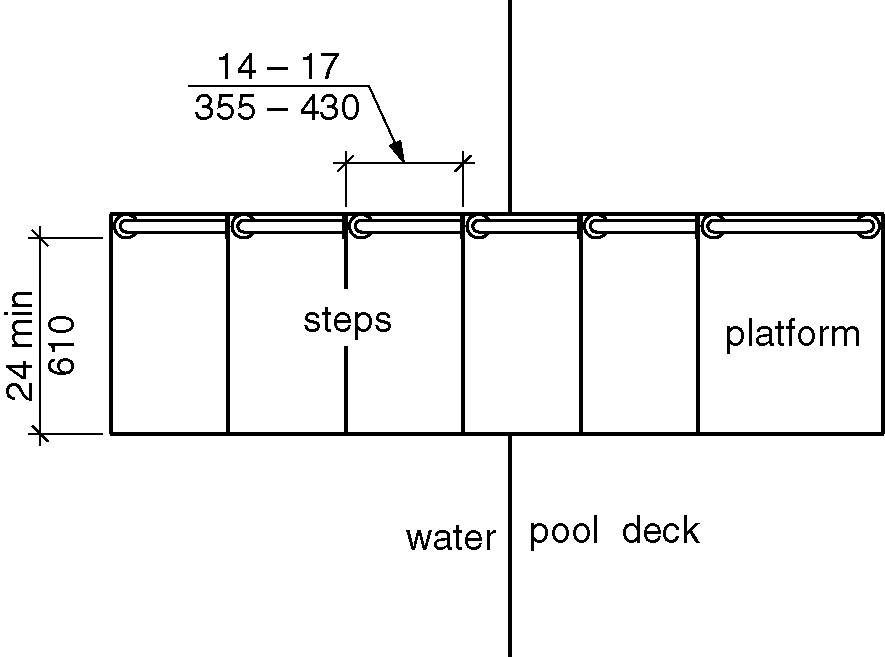 14 – 17
355 – 430
24 min
610
steps
platform
water
pool deck